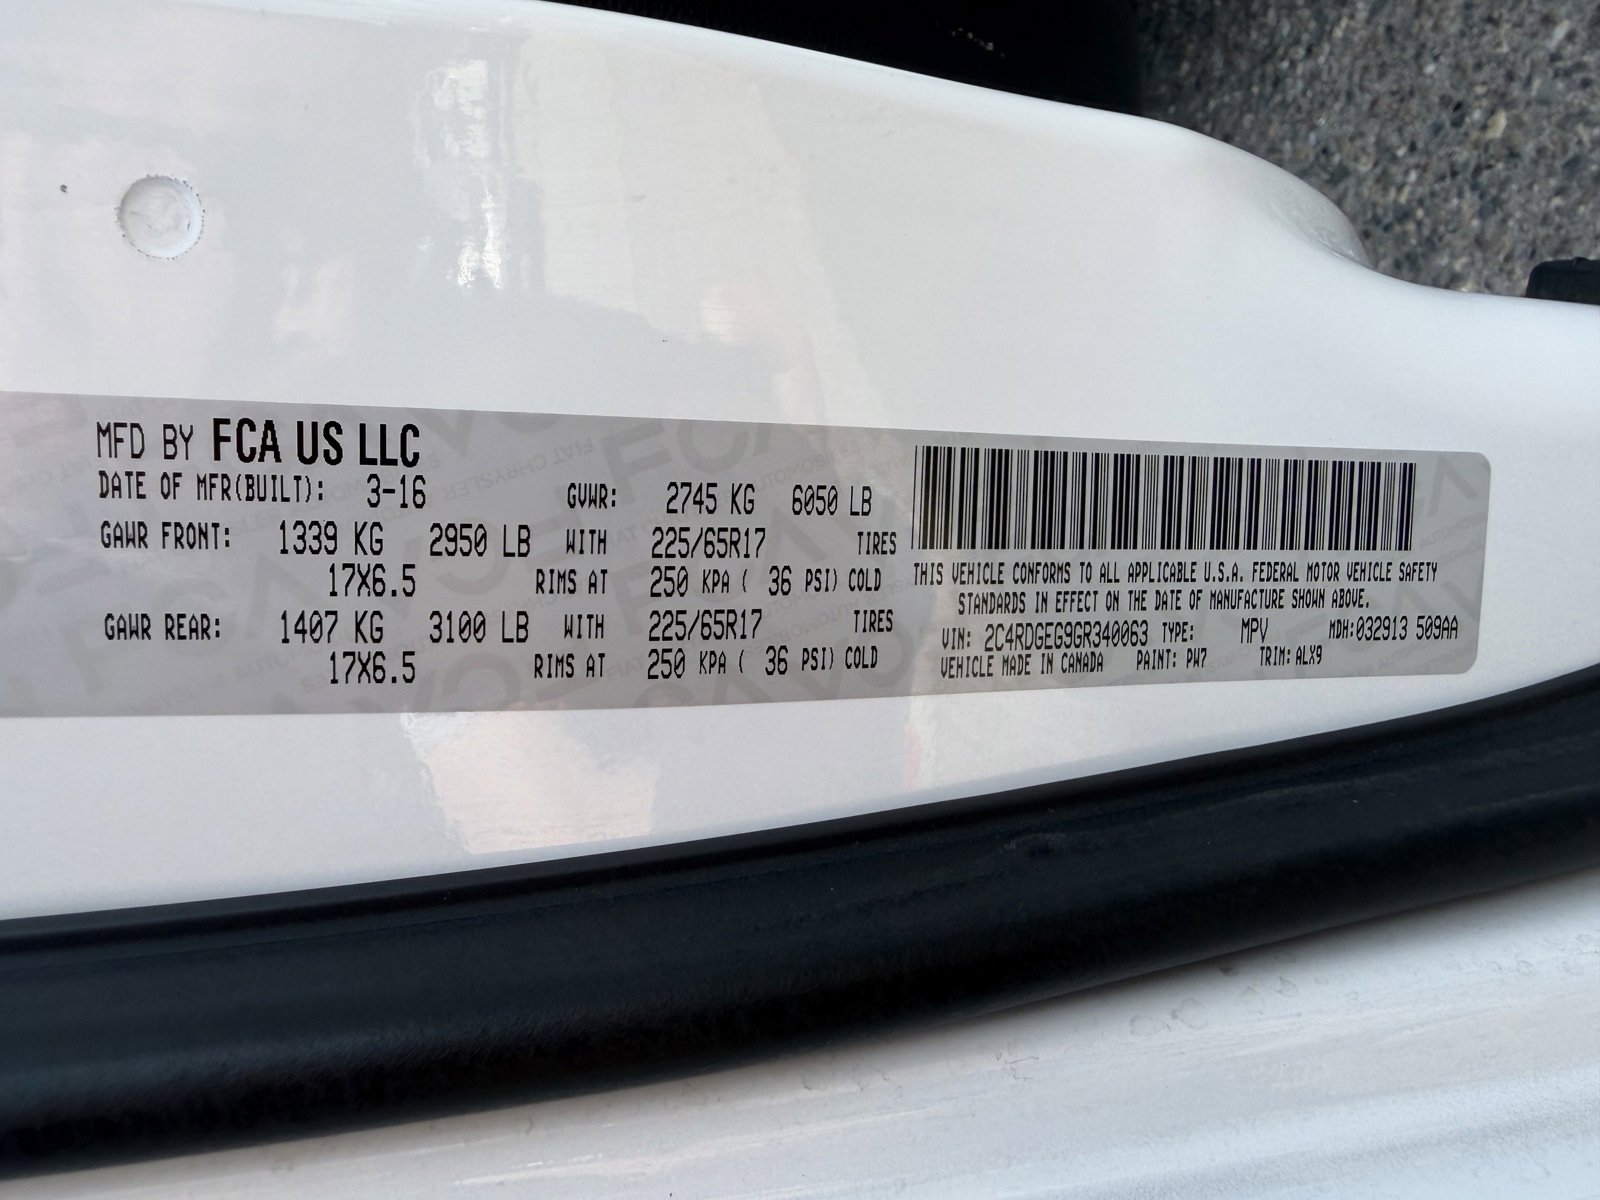 MFD BY FCA US LLC
DATE OF MFR(BUILT): 3-16 GVWR: 2745 KG 6050 LB
GAWR FRONT: 1339 KG 2950 LB WITH 225/65R17 TIRES
17X6.5 RIMS AT 250 KPA ( 36 PSI) COLD
GAWR REAR: 1407 KG 3100 LB WITH 225/65R17 TIRES
17X6.5 RIMS AT 250 KPA ( 36 PSI) COLD
THIS VEHICLE CONFORMS TO ALL APPLICABLE U.S.A. FEDERAL MOTOR VEHICLE SAFETY
STANDARDS IN EFFECT ON THE DATE OF MANUFACTURE SHOWN ABOVE.
VIN: 2C4RDGEG9GR340063 TYPE: MPV MDH:032913 509AA
VEHICLE MADE IN CANADA PAINT: PW7 TRIM: ALX9